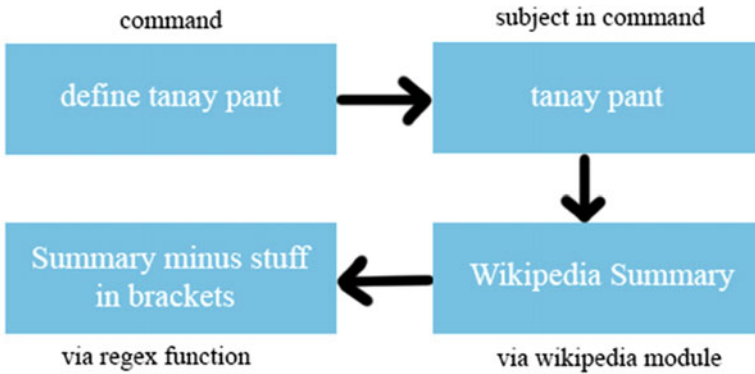 command
subject in command
define tanay pant
tanay pant
Summary minus stuff
in brackets
Wikipedia Summary
via regex function
via wikipedia module